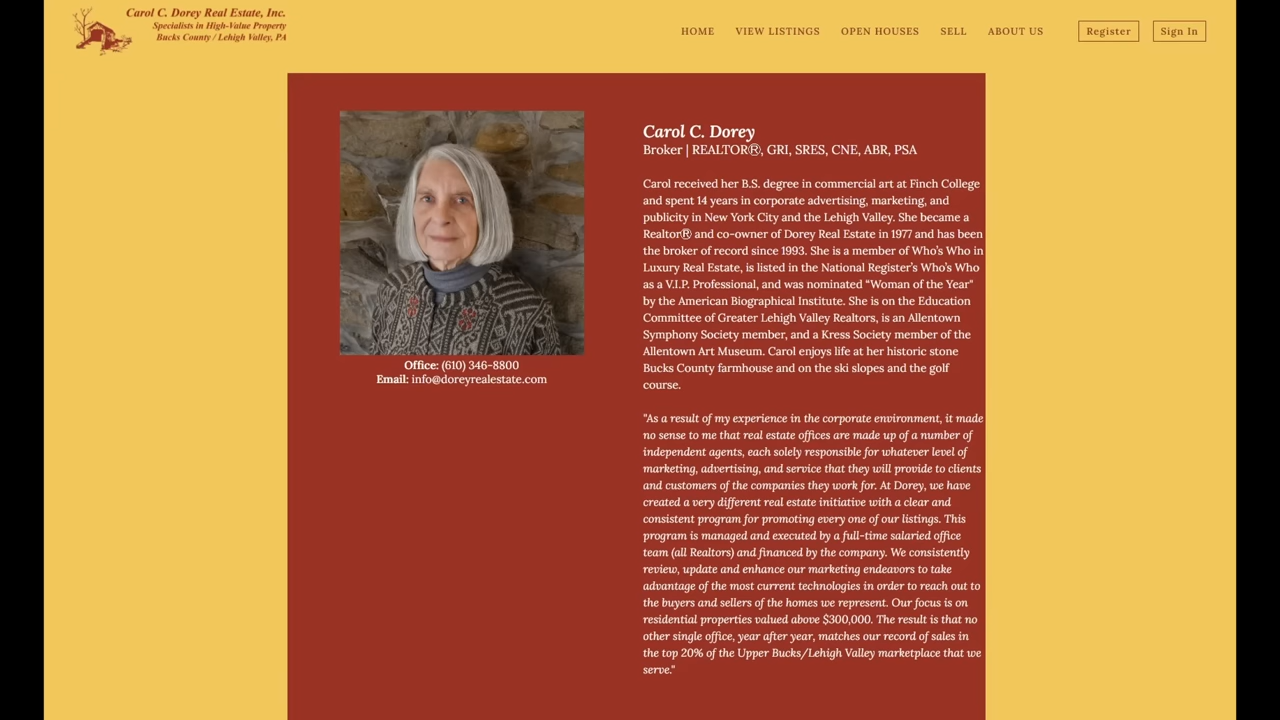 Carol C. Dorey Real Estate, Inc.
Specialists in High-Value Property
Bucks County / Lehigh Valley, PA
HOME VIEW LISTINGS OPEN HOUSES SELL ABOUT US Register Sign In
Carol C. Dorey
Broker | REALTOR®, GRI, SRES, CNE, ABR, PSA
Carol received her B.S. degree in commercial art at Finch College
and spent 14 years in corporate advertising, marketing, and
publicity in New York City and the Lehigh Valley. She became a
Realtor® and co-owner of Dorey Real Estate in 1977 and has been
the broker of record since 1993. She is a member of Who's Who in
Luxury Real Estate, is listed in the National Register's Who's Who
as a V.I.P. Professional, and was nominated "Woman of the Year"
by the American Biographical Institute. She is on the Education
Committee of Greater Lehigh Valley Realtors, is an Allentown
Symphony Society member, and a Kress Society member of the
Allentown Art Museum. Carol enjoys life at her historic stone
Bucks County farmhouse and on the ski slopes and the golf
course.
Office: (610) 346-8800
Email: info@doreyrealestate.com
"As a result of my experience in the corporate environment, it made
no sense to me that real estate offices are made up of a number of
independent agents, each solely responsible for whatever level of
marketing, advertising, and service that they will provide to clients
and customers of the companies they work for. At Dorey, we have
created a very different real estate initiative with a clear and
consistent program for promoting every one of our listings. This
program is managed and executed by a full-time salaried office
team (all Realtors) and financed by the company. We consistently
review, update and enhance our marketing endeavors to take
advantage of the most current technologies in order to reach out to
the buyers and sellers of the homes we represent. Our focus is on
residential properties valued above $300,000. The result is that no
other single office, year after year, matches our record of sales in
the top 20% of the Upper Bucks/Lehigh Valley marketplace that we
serve."